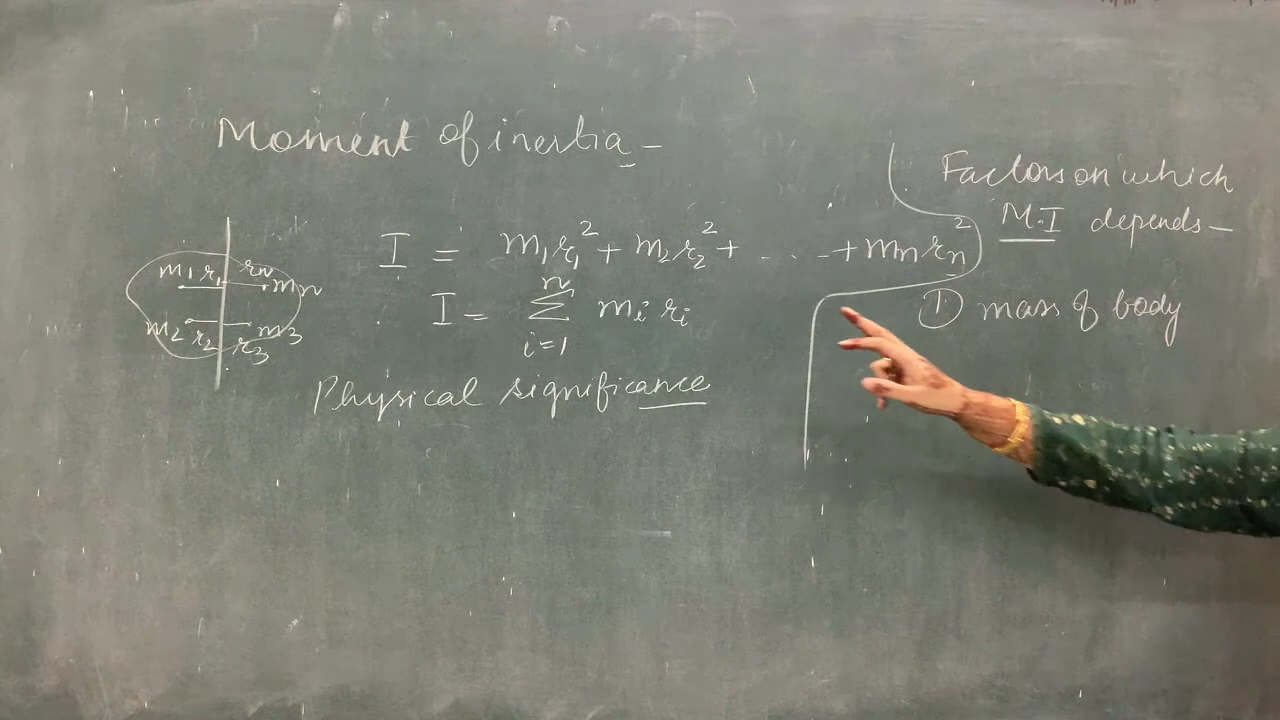 Moment of inertia -
I = m₁r₁² + m₂r₂² + ... + mₙrₙ²
I = Σ mᵢ rᵢ
n
i=1
Physical significance
m₁ r₁ rₙ mₙ
m₂ r₂ r₃ m₃
Factors on which
M.I depends -
① mass of body